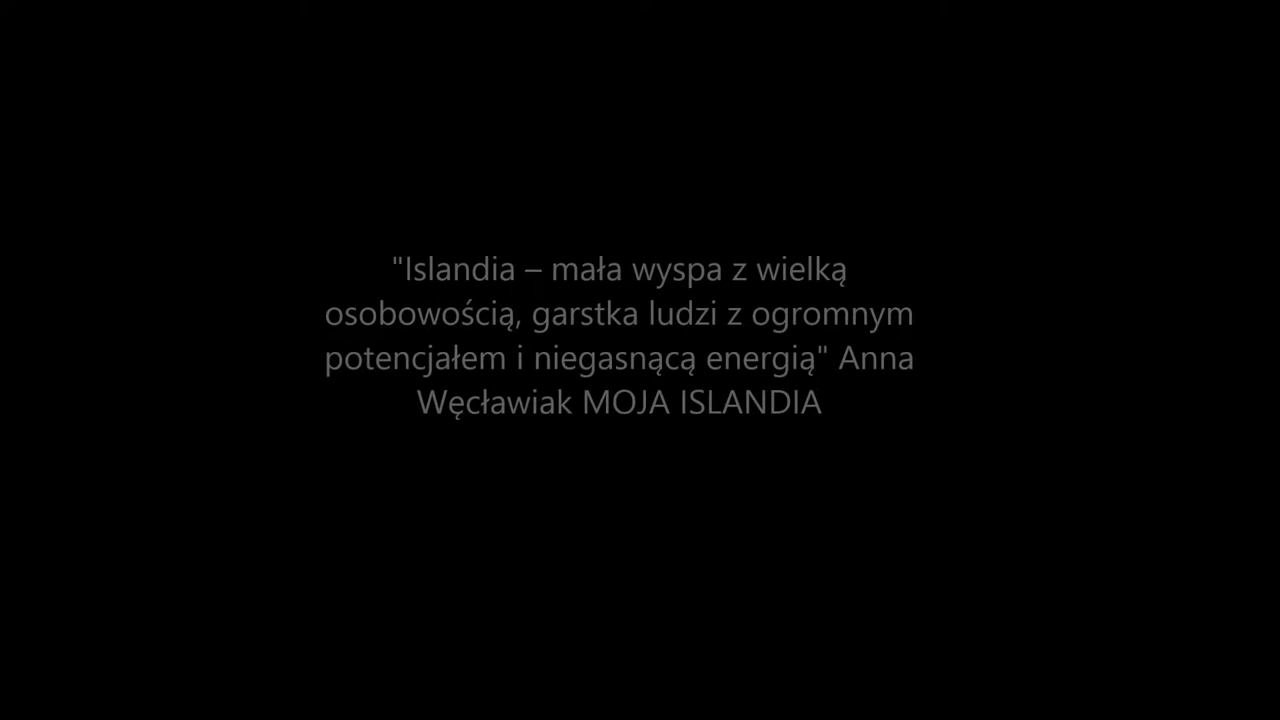 "Islandia – mała wyspa z wielką
osobowością, garstka ludzi z ogromnym
potencjałem i niegasnącą energią" Anna
Węcławiak MOJA ISLANDIA